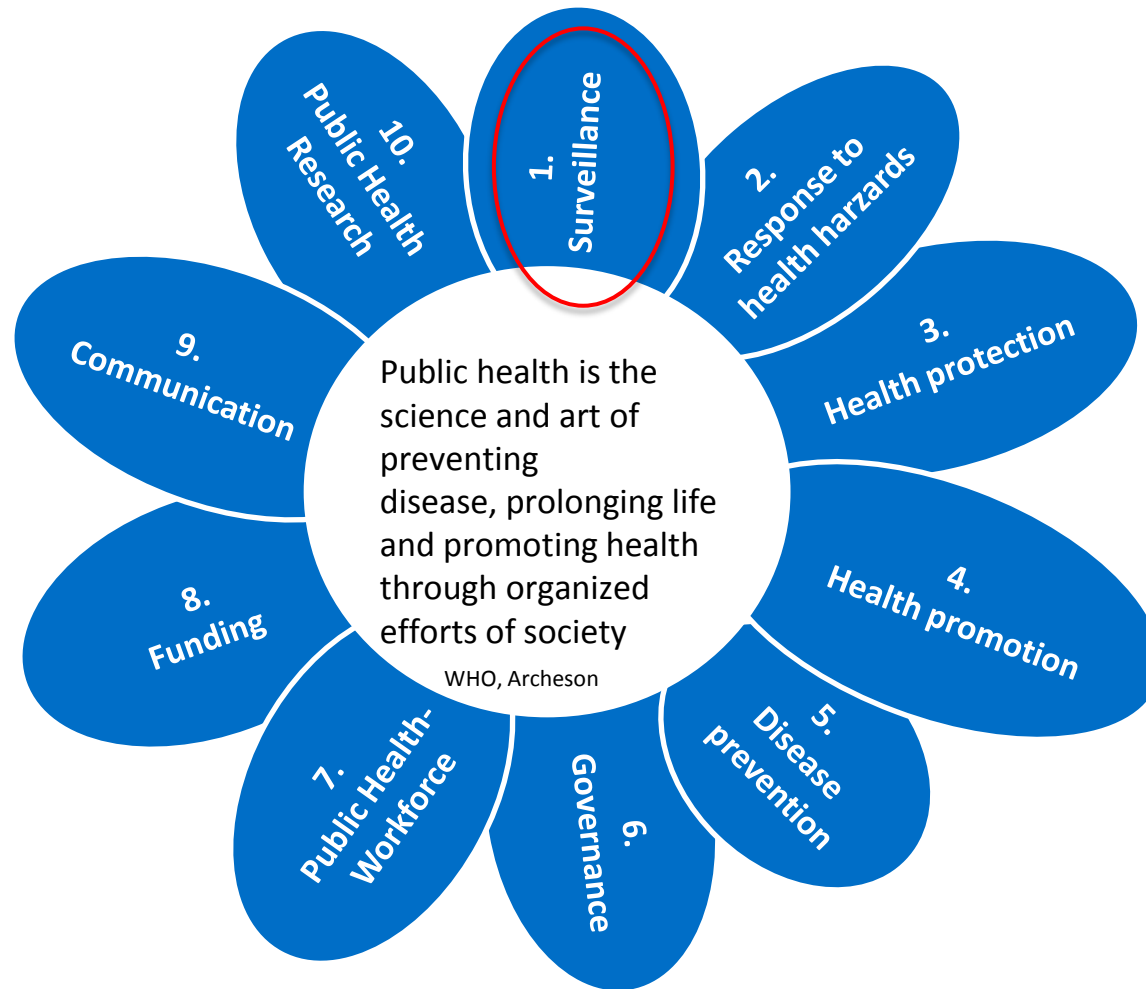 1.
Surveillance
2.
Response to
health harzards
3.
Health protection
4.
Health promotion
5.
Disease
prevention
6.
Governance
7.
Public Health-
Workforce
8.
Funding
9.
Communication
10.
Public Health
Research
Public health is the
science and art of
preventing
disease, prolonging life
and promoting health
through organized
efforts of society
WHO, Archeson